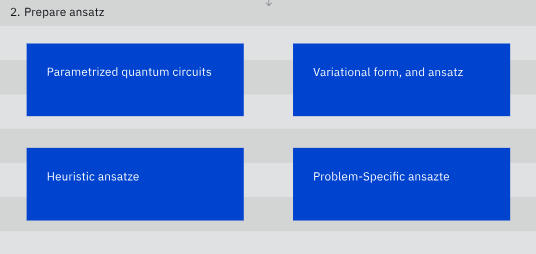 2. Prepare ansatz
Parametrized quantum circuits
Variational form, and ansatz
Heuristic ansatze
Problem-Specific ansazte